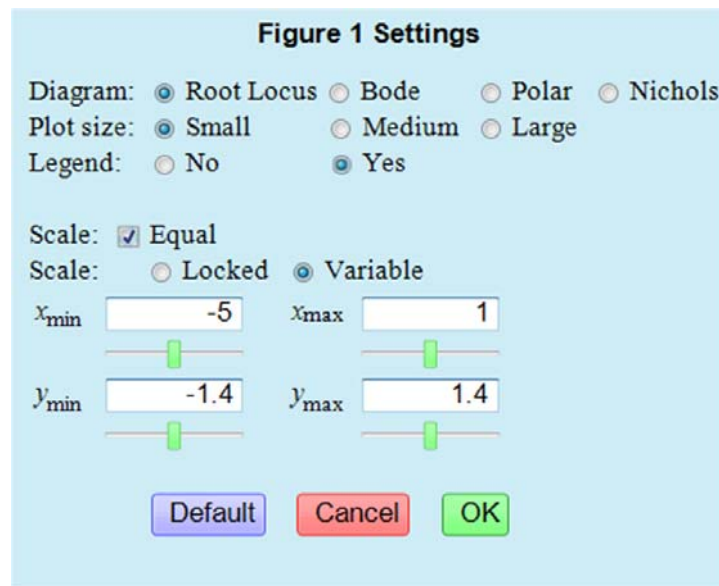 Figure 1 Settings
Diagram: Root Locus Bode Polar Nichols
Plot size: Small Medium Large
Legend: No Yes
Scale: Equal
Scale: Locked Variable
xmin -5 xmax 1
ymin -1.4 ymax 1.4
Default Cancel OK